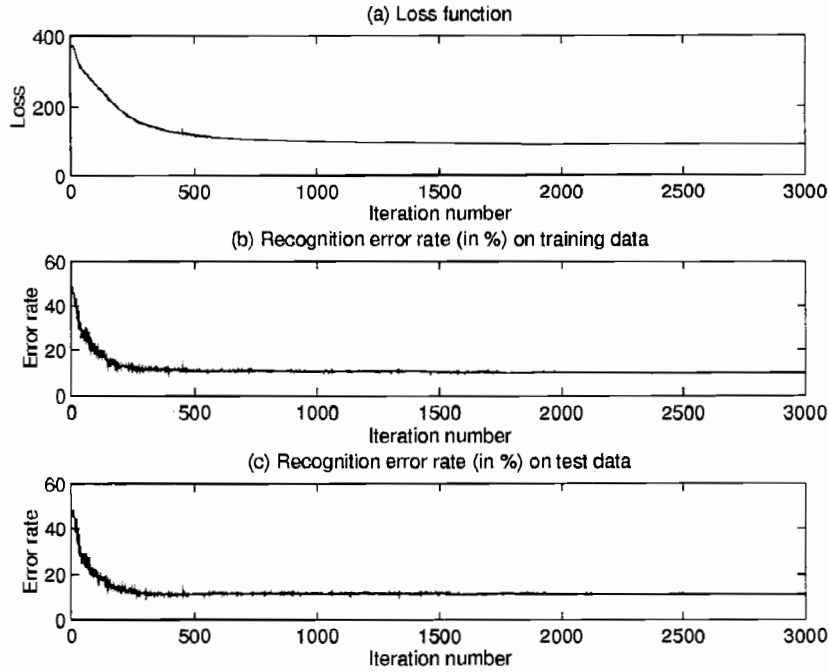 (a) Loss function
400
200
0
Loss
0 500 1000 1500 2000 2500 3000
Iteration number
(b) Recognition error rate (in %) on training data
60
40
20
0
Error rate
0 500 1000 1500 2000 2500 3000
Iteration number
(c) Recognition error rate (in %) on test data
60
40
20
0
Error rate
0 500 1000 1500 2000 2500 3000
Iteration number